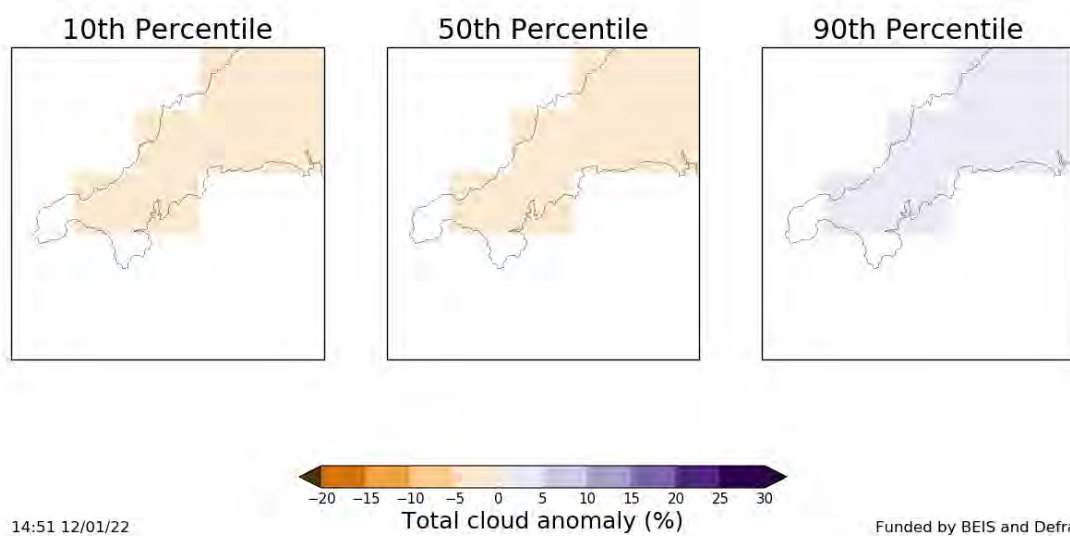 10th Percentile 50th Percentile 90th Percentile
−20 −15 −10 −5 0 5 10 15 20 25 30
Total cloud anomaly (%)
14:51 12/01/22 Funded by BEIS and Defra